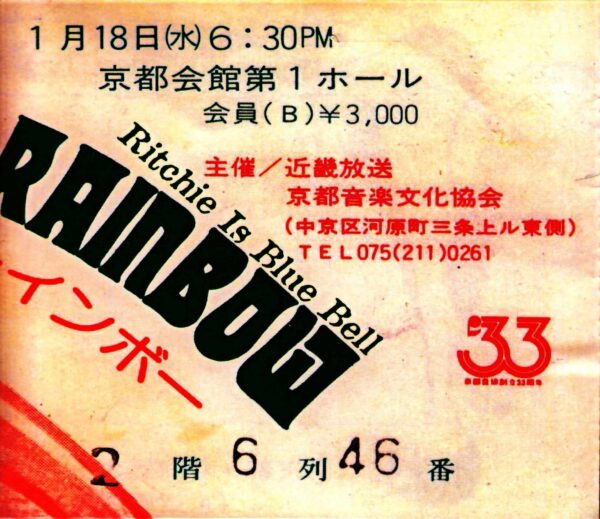 1月18日(水)6:30PM
京都会館第1ホール
会員(B)¥3,000
主催/近畿放送
京都音楽文化協会
(中京区河原町三条上ル東側)
TEL075(211)0261
Ritchie Is Blue Bell
RAINBOW
インボー
33
2階6列46番